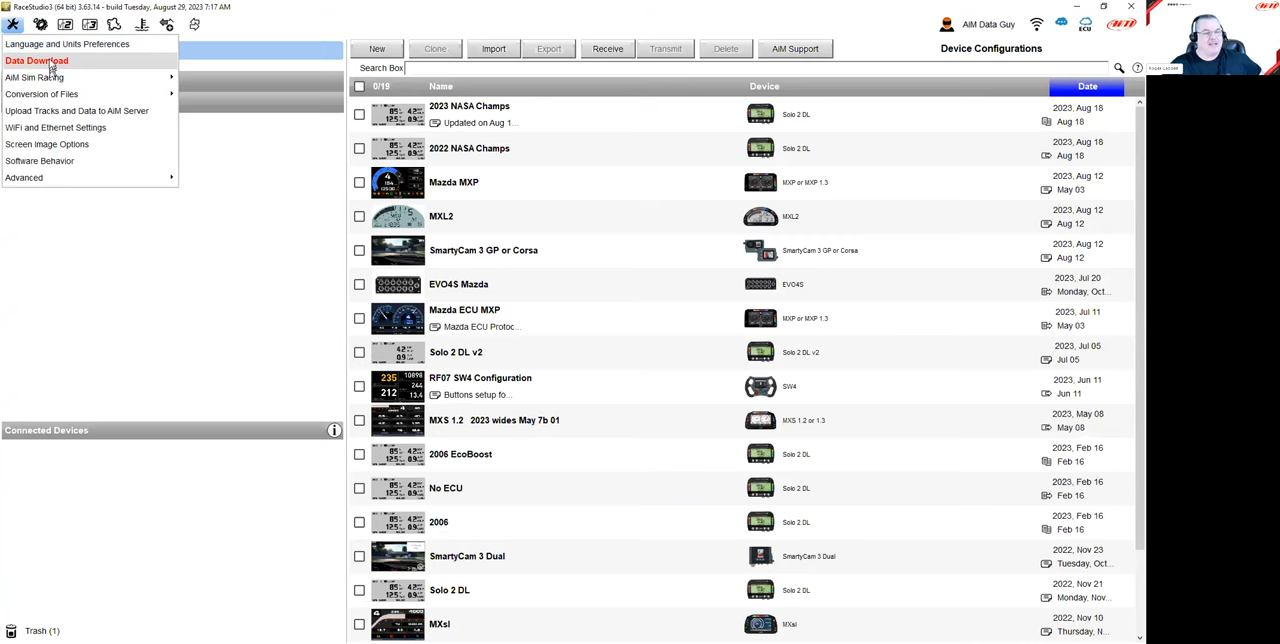 RaceStudio3 (64 bit) 3.63.14 - build Tuesday, August 29, 2023 7:17 AM
AiM Data Guy
ECU
AiM
Language and Units Preferences
Data Download
AiM Sim Racing
Conversion of Files
Upload Tracks and Data to AiM Server
WiFi and Ethernet Settings
Screen Image Options
Software Behavior
Advanced
Connected Devices
Trash (1)
New Clone Import Export Receive Transmit Delete AiM Support Device Configurations
Search Box
0/19 Name Device Date
2023 NASA Champs Solo 2 DL 2023, Aug 18
Updated on Aug 1... Aug 18
2022 NASA Champs Solo 2 DL 2023, Aug 18
Aug 18
Mazda MXP MXP or MXP 1.3 2023, Aug 12
May 03
MXL2 MXL2 2023, Aug 12
Aug 12
SmartyCam 3 GP or Corsa SmartyCam 3 GP or Corsa 2023, Aug 12
Aug 12
EVO4S Mazda EVO4S 2023, Jul 20
Monday, Oct...
Mazda ECU MXP MXP or MXP 1.3 2023, Jul 11
Mazda ECU Protoc... May 03
Solo 2 DL v2 Solo 2 DL v2 2023, Jul 05
Jul 05
RF07 SW4 Configuration SW4 2023, Jun 11
Buttons setup fo... Jun 11
MXS 1.2 2023 wides May 7b 01 MXS 1.2 or 1.3 2023, May 08
May 08
2006 EcoBoost Solo 2 DL 2023, Feb 16
Feb 16
No ECU Solo 2 DL 2023, Feb 16
Feb 16
2006 Solo 2 DL 2023, Feb 16
Feb 16
SmartyCam 3 Dual SmartyCam 3 Dual 2022, Nov 23
Tuesday, Oct...
Solo 2 DL Solo 2 DL 2022, Nov 21
Monday, Nov...
MXsl MXsl 2022, Nov 10
Thursday, N...